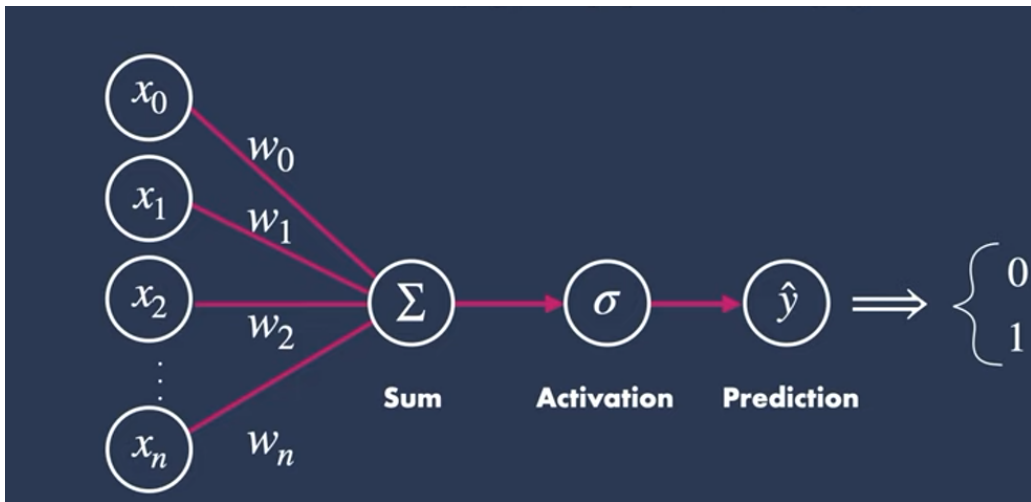 x₀
w₀
x₁
w₁
x₂
w₂
⋮
xₙ
wₙ
Σ
σ
ŷ
⟹
{ 0
1
Sum Activation Prediction